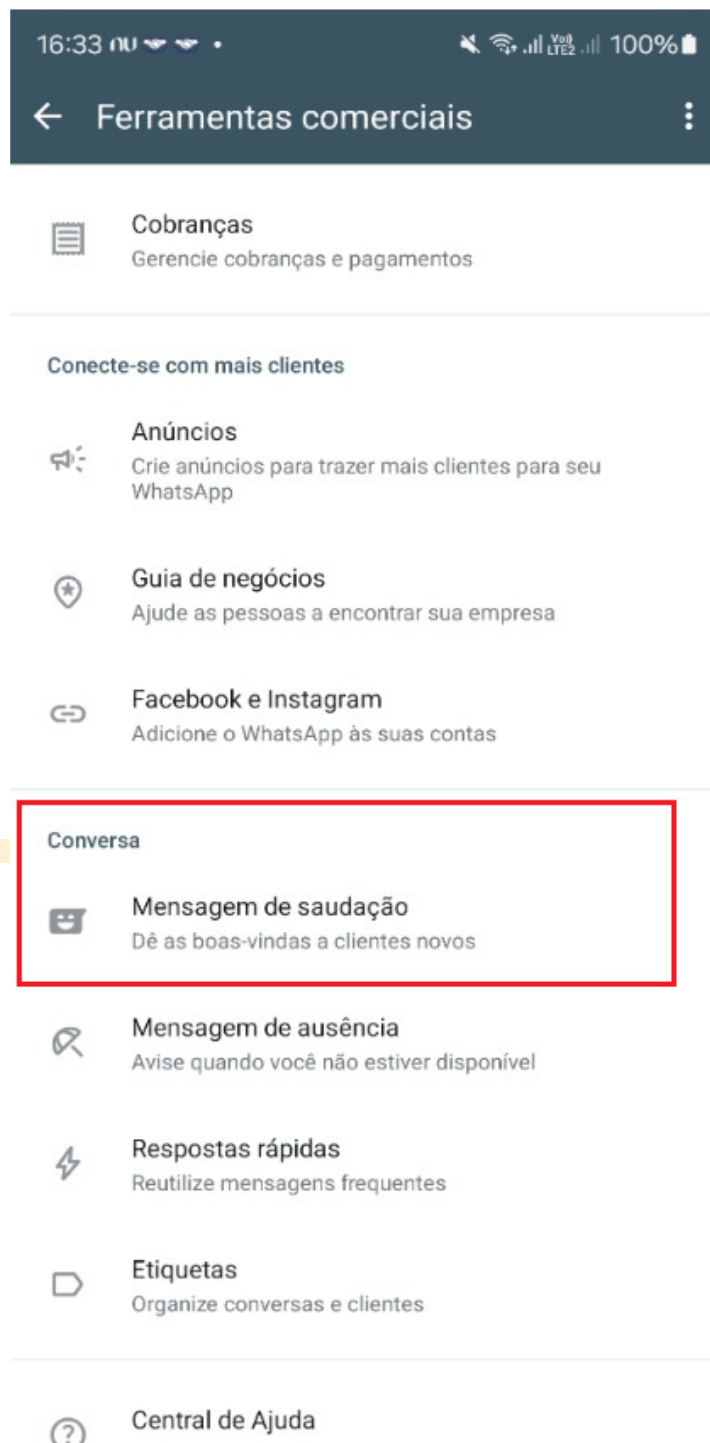 16:33 nu
VoI) LTE2 100%
Ferramentas comerciais
Cobranças
Gerencie cobranças e pagamentos
Conecte-se com mais clientes
Anúncios
Crie anúncios para trazer mais clientes para seu
WhatsApp
Guia de negócios
Ajude as pessoas a encontrar sua empresa
Facebook e Instagram
Adicione o WhatsApp às suas contas
Conversa
Mensagem de saudação
Dê as boas-vindas a clientes novos
Mensagem de ausência
Avise quando você não estiver disponível
Respostas rápidas
Reutilize mensagens frequentes
Etiquetas
Organize conversas e clientes
Central de Ajuda